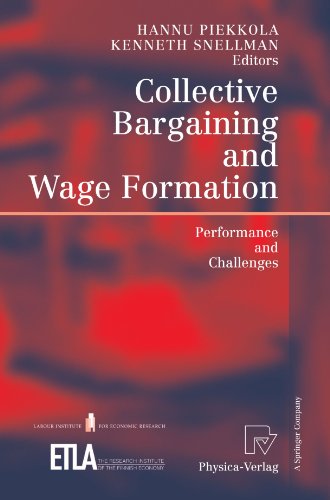 HANNU PIEKKOLA
KENNETH SNELLMAN
Editors
Collective
Bargaining
and
Wage Formation
Performance
and
Challenges
LABOUR INSTITUTE FOR ECONOMIC RESEARCH
ETLA THE RESEARCH INSTITUTE
OF THE FINNISH ECONOMY
Physica-Verlag
A Springer Company